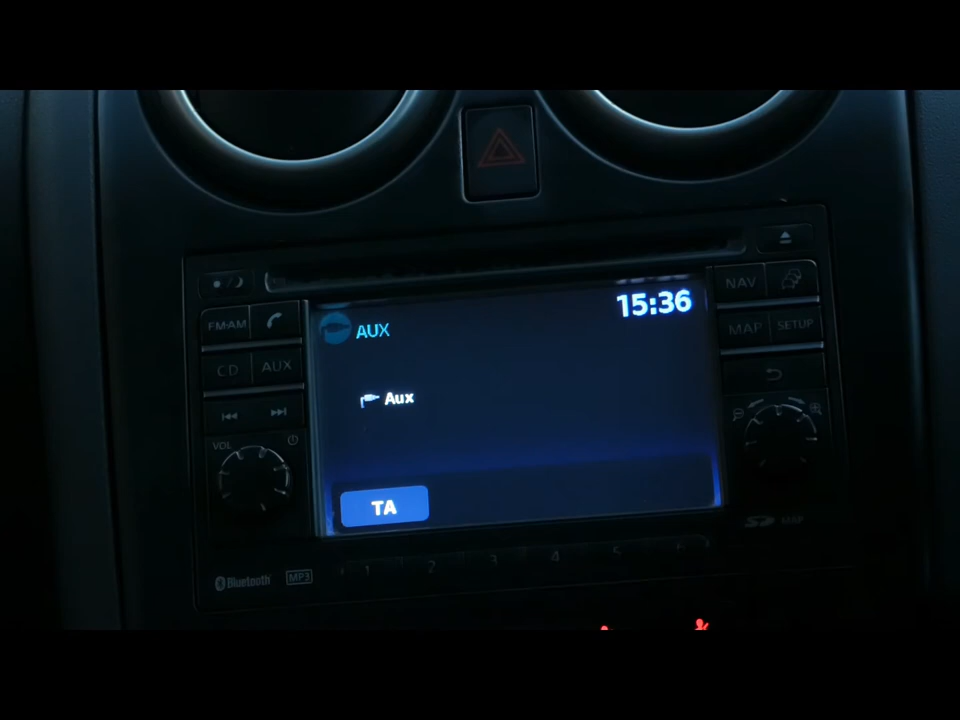 NAV
15:36
FM·AM
AUX
MAP
SETUP
CD
AUX
Aux
VOL
TA
SD MAP
1 2 3 4 5 6
Bluetooth
MP3